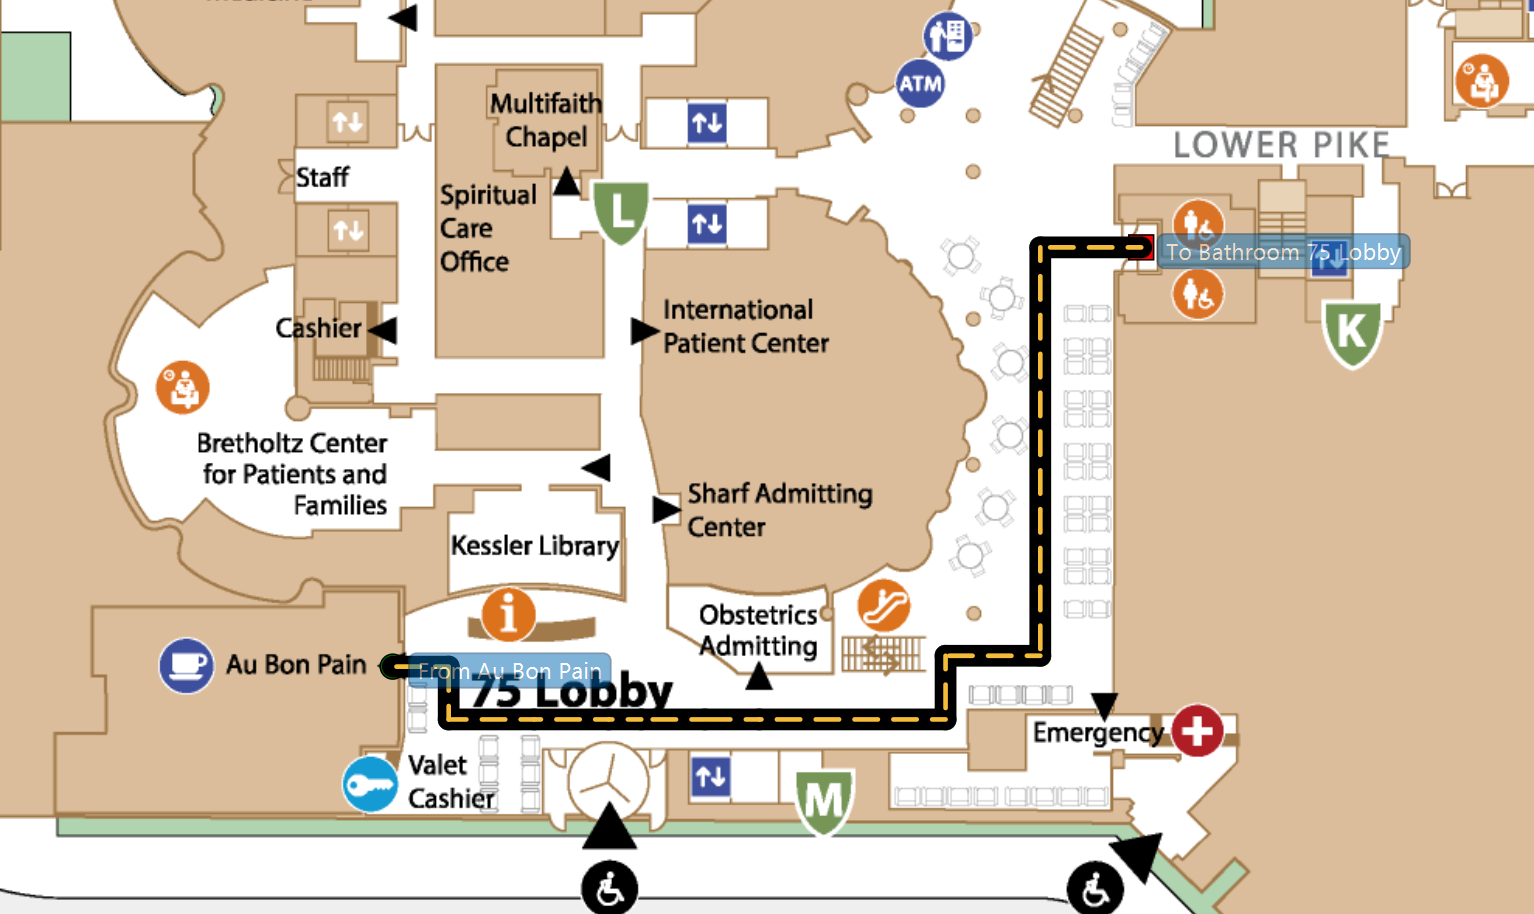 ATM
Multifaith
Chapel
LOWER PIKE
Staff
Spiritual
Care
Office
L
To Bathroom 75 Lobby
International
Patient Center
Cashier
K
Bretholtz Center
for Patients and
Families
Sharf Admitting
Center
Kessler Library
i
Obstetrics
Admitting
Au Bon Pain
From Au Bon Pain
75 Lobby
Emergency
Valet
Cashier
M